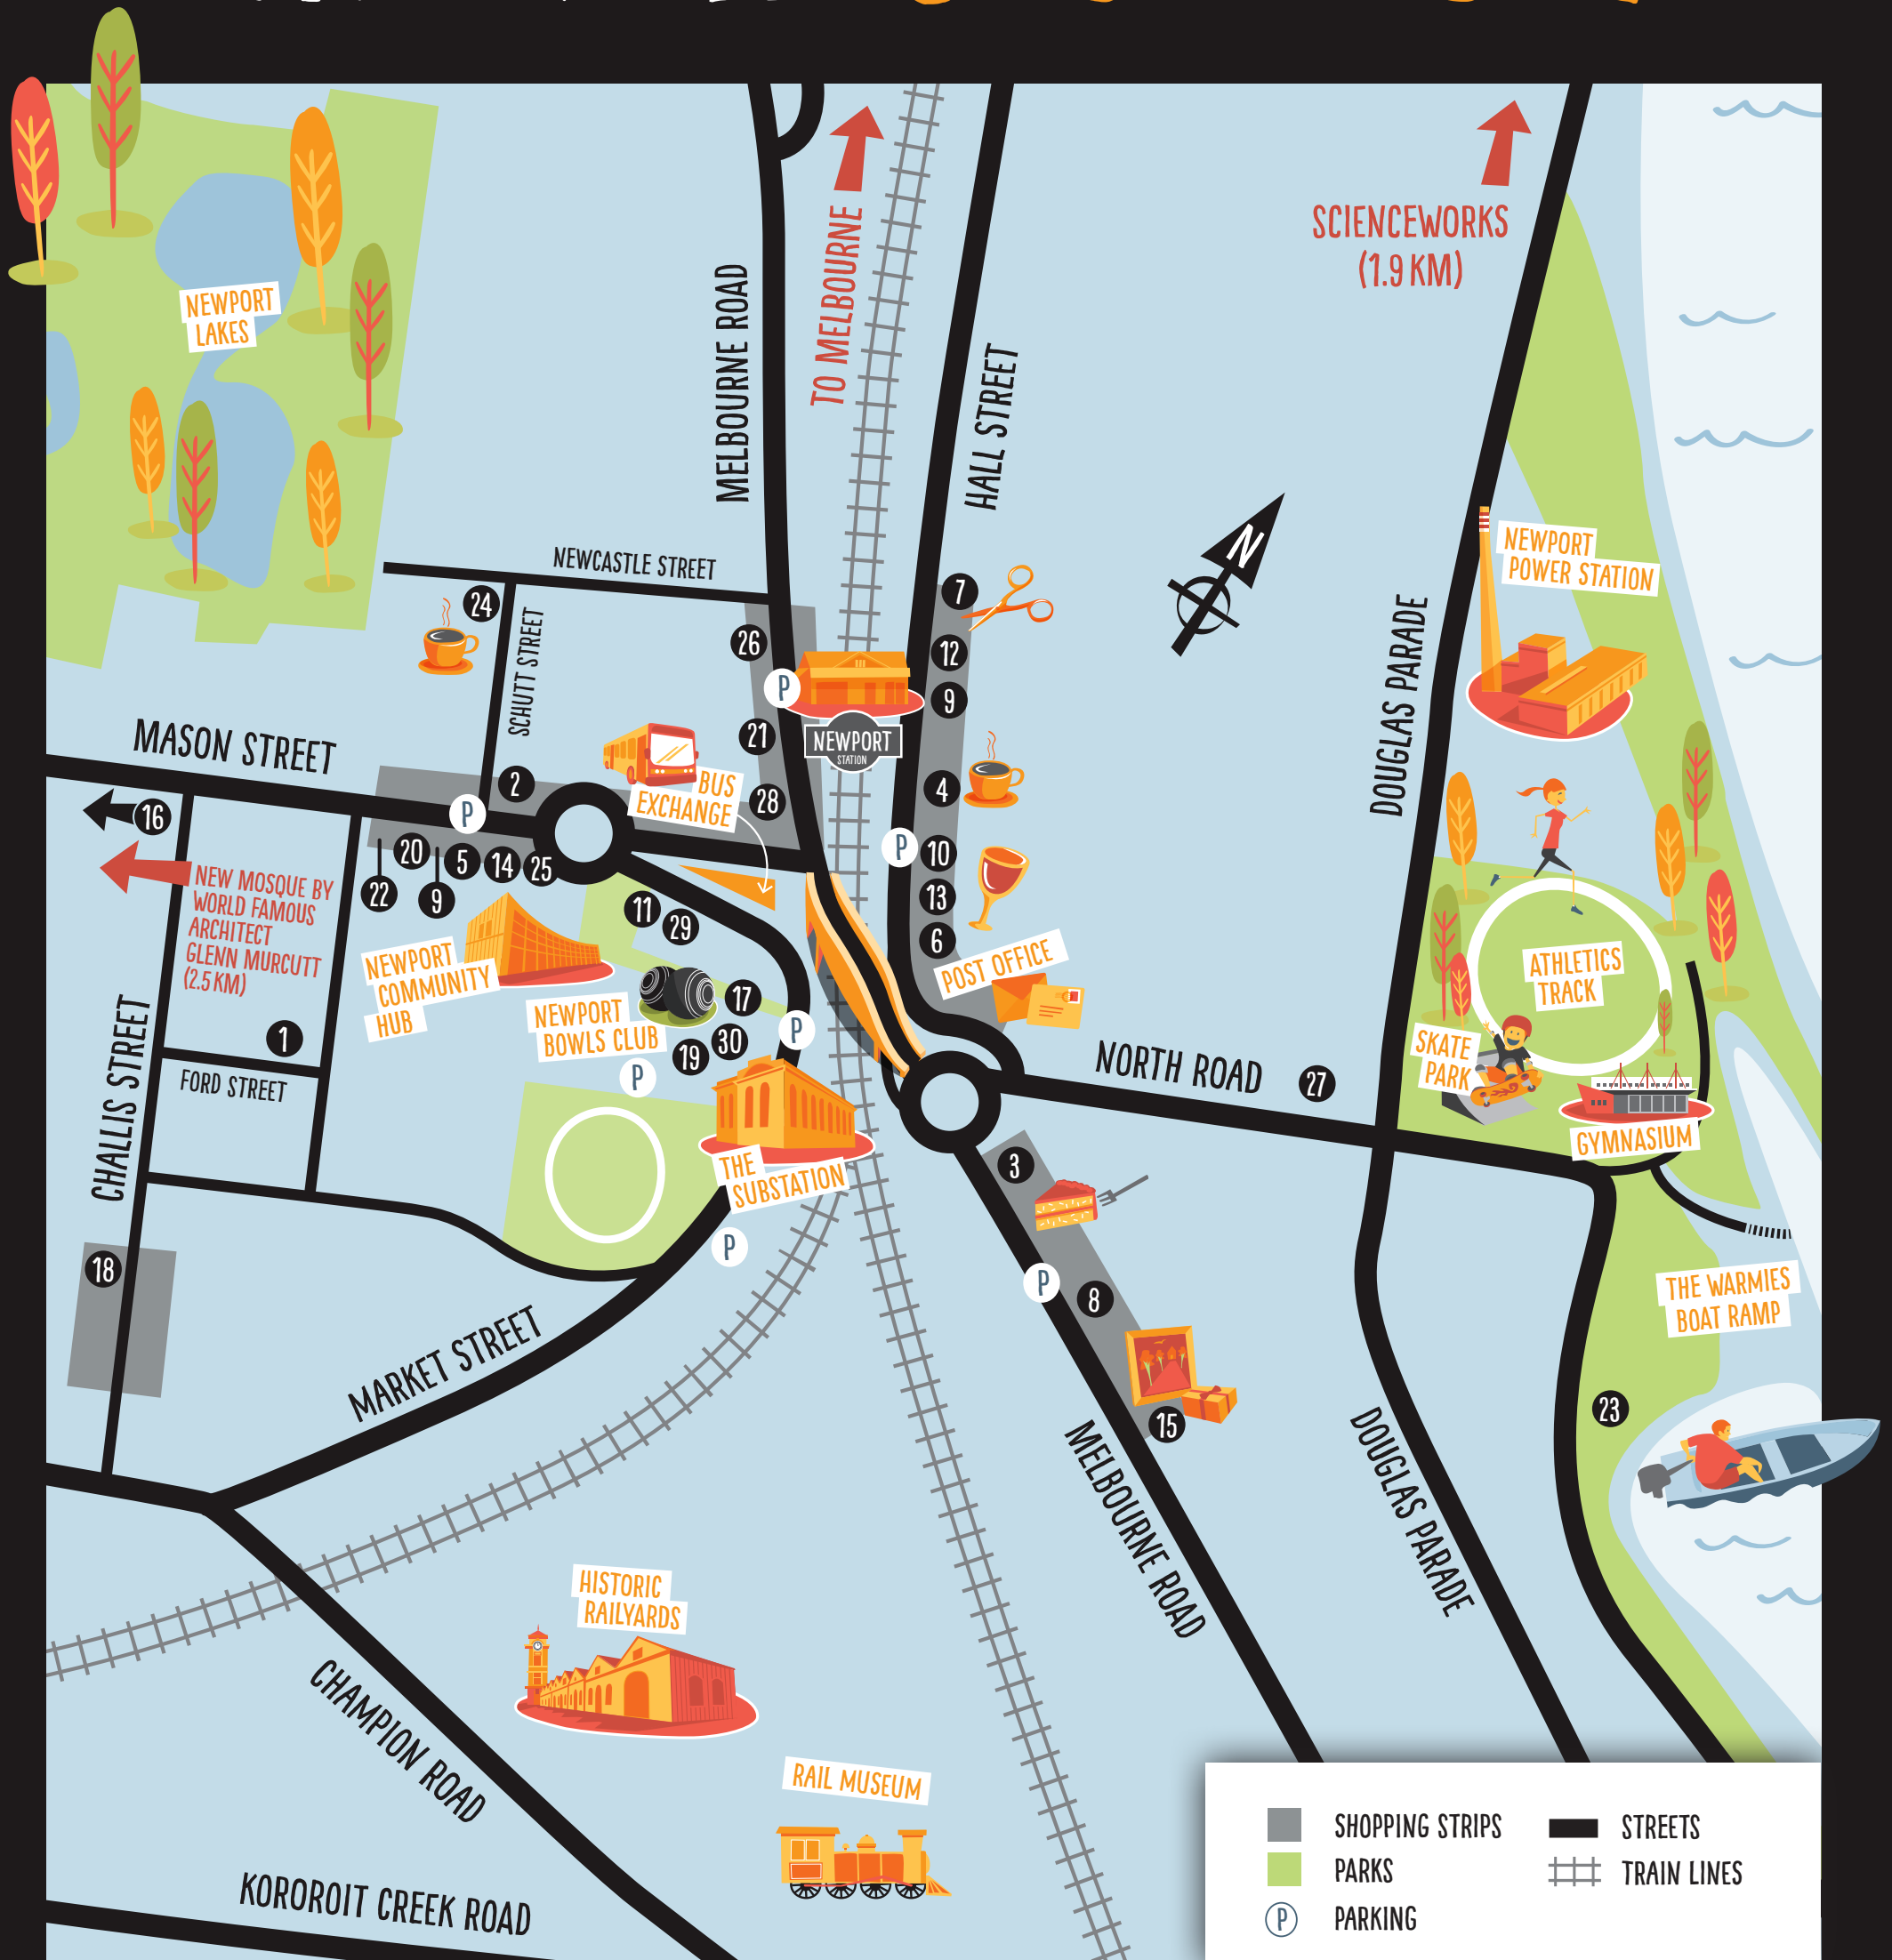 TO MELBOURNE
SCIENCEWORKS
(1.9 KM)
NEWPORT
LAKES
MELBOURNE ROAD
HALL STREET
N
NEWPORT
POWER STATION
NEWCASTLE STREET
24
SCHUTT STREET
26
7
12
9
P
NEWPORT
STATION
21
DOUGLAS PARADE
MASON STREET
16
2
P
BUS
EXCHANGE
28
4
20
5
14
25
22
9
P
10
13
6
NEW MOSQUE BY
WORLD FAMOUS
ARCHITECT
GLENN MURCUTT
(2.5 KM)
11
29
NEWPORT
COMMUNITY
HUB
POST OFFICE
ATHLETICS
TRACK
NEWPORT
BOWLS CLUB
17
P
30
19
P
1
FORD STREET
CHALLIS STREET
SKATE
PARK
NORTH ROAD
27
GYMNASIUM
THE
SUBSTATION
3
P
18
P
8
15
THE WARMIES
BOAT RAMP
23
MARKET STREET
MELBOURNE ROAD
DOUGLAS PARADE
HISTORIC
RAILYARDS
CHAMPION ROAD
RAIL MUSEUM
KOROROIT CREEK ROAD
SHOPPING STRIPS
STREETS
PARKS
TRAIN LINES
P
PARKING